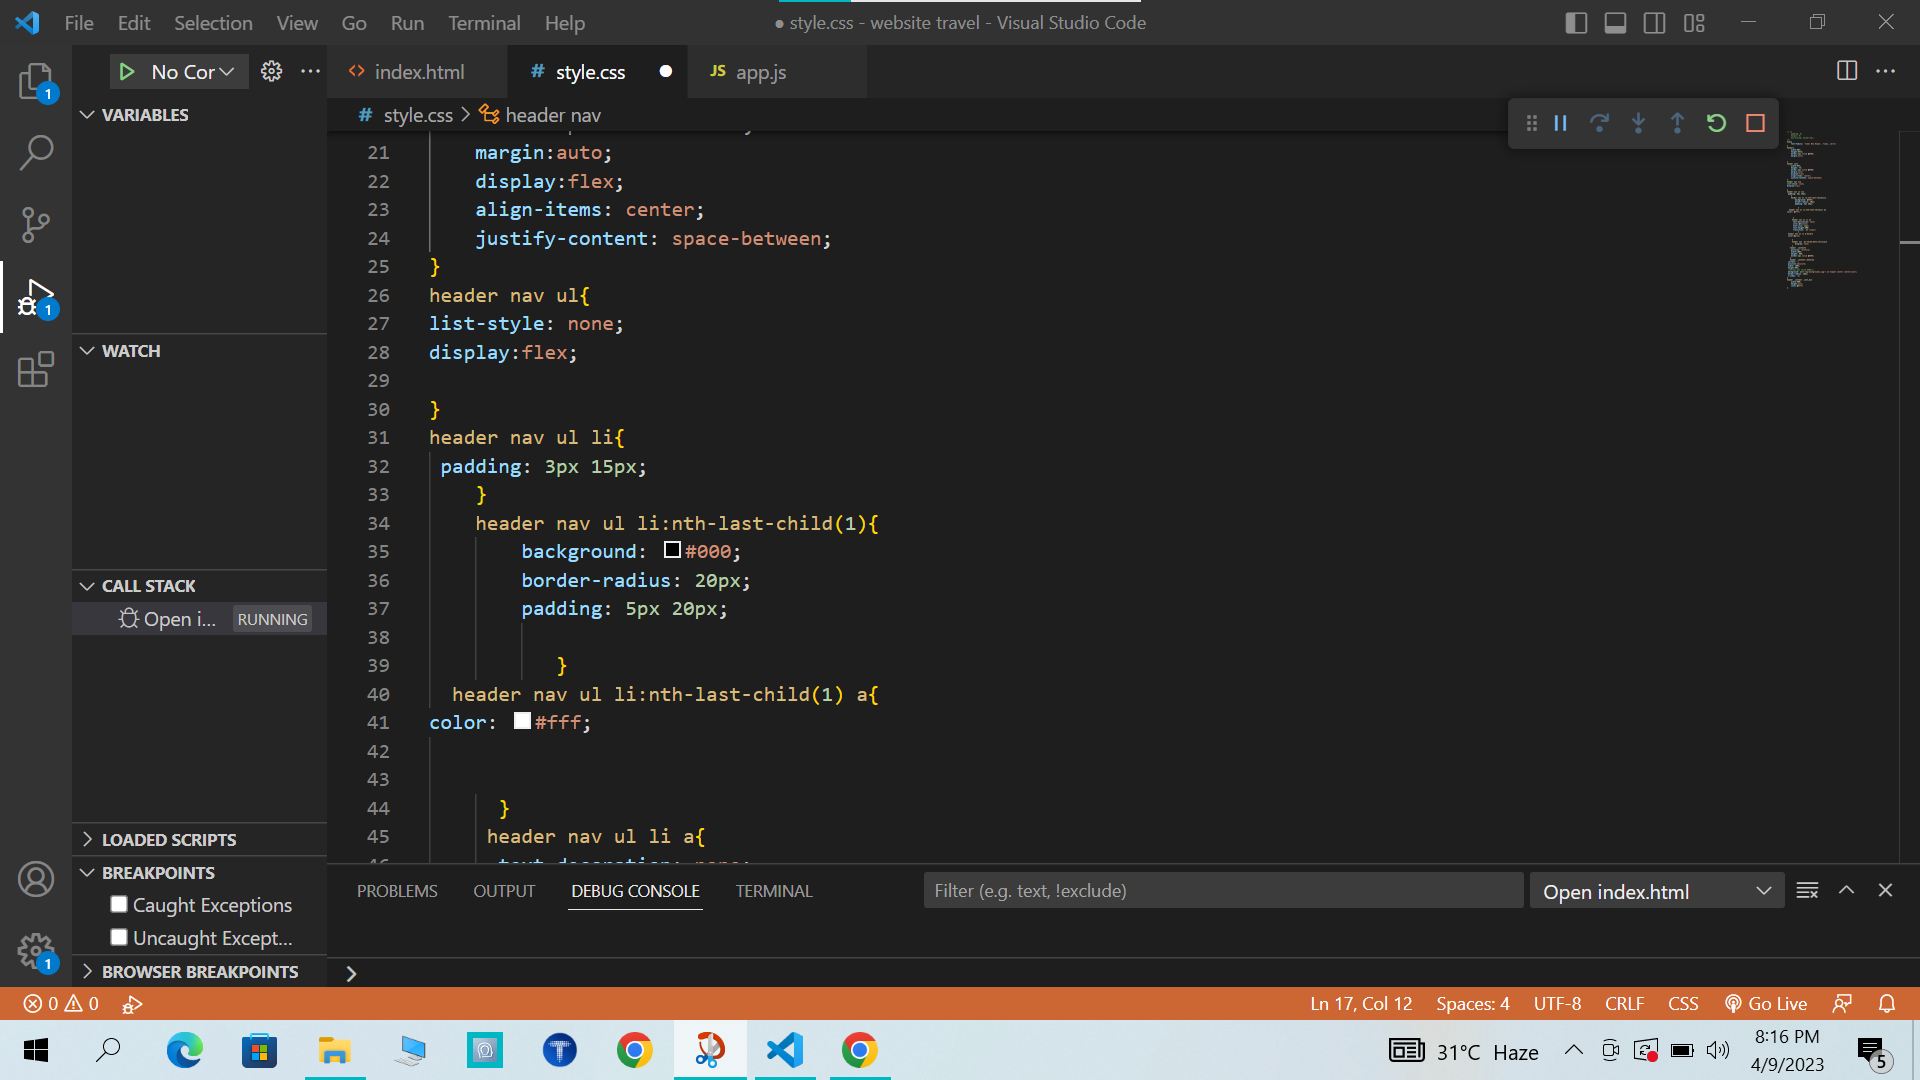 File Edit Selection View Go Run Terminal Help
● style.css - website travel - Visual Studio Code
No Cor
index.html
# style.css
JS app.js
# style.css > header nav
VARIABLES
WATCH
CALL STACK
Open i... RUNNING
LOADED SCRIPTS
BREAKPOINTS
Caught Exceptions
Uncaught Except...
BROWSER BREAKPOINTS
1
1
1
21 margin:auto;
22 display:flex;
23 align-items: center;
24 justify-content: space-between;
25 }
26 header nav ul{
27 list-style: none;
28 display:flex;
29
30 }
31 header nav ul li{
32 padding: 3px 15px;
33 }
34 header nav ul li:nth-last-child(1){
35 background: #000;
36 border-radius: 20px;
37 padding: 5px 20px;
38
39 }
40 header nav ul li:nth-last-child(1) a{
41 color: #fff;
42
43
44 }
45 header nav ul li a{
PROBLEMS OUTPUT DEBUG CONSOLE TERMINAL
Filter (e.g. text, !exclude)
Open index.html
0 0
Ln 17, Col 12 Spaces: 4 UTF-8 CRLF CSS Go Live
T
31°C Haze
8:16 PM
4/9/2023
5